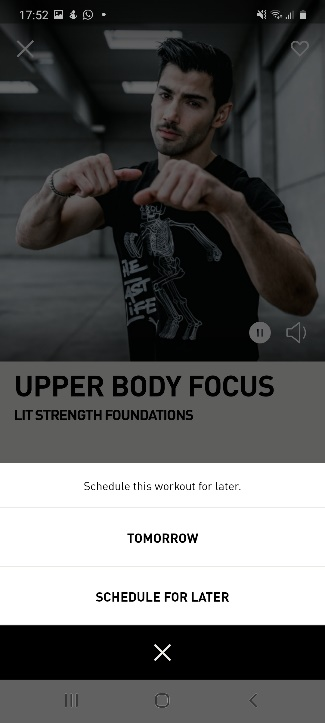 17:52
UPPER BODY FOCUS
LIT STRENGTH FOUNDATIONS
Schedule this workout for later.
TOMORROW
SCHEDULE FOR LATER